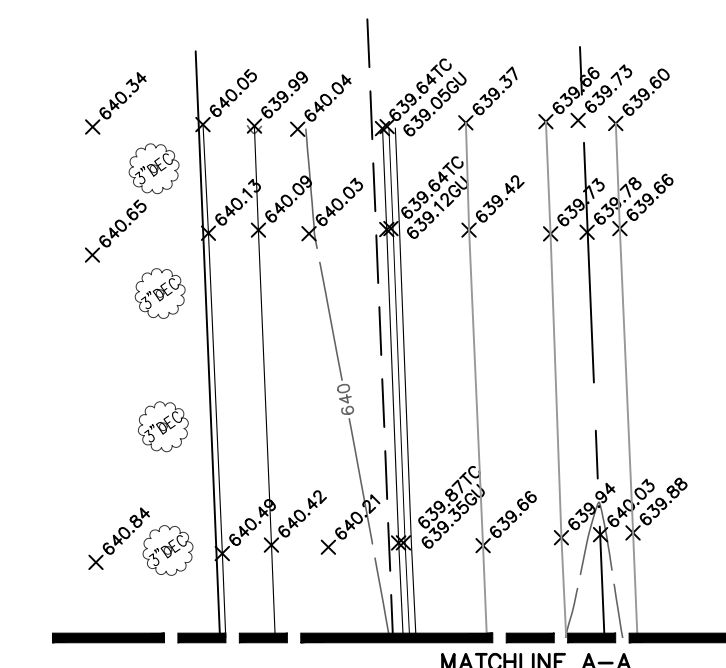 640.34
640.05
639.99
640.04
639.64TC
639.05GU
639.37
639.66
639.73
639.60
3"DEC
640.65
640.13
640.09
640.03
639.64TC
639.12GU
639.42
639.73
639.78
639.66
3"DEC
640
3"DEC
640.84
3"DEC
640.49
640.42
640.21
639.87TC
639.35GU
639.66
639.94
640.03
639.88
MATCHLINE A-A